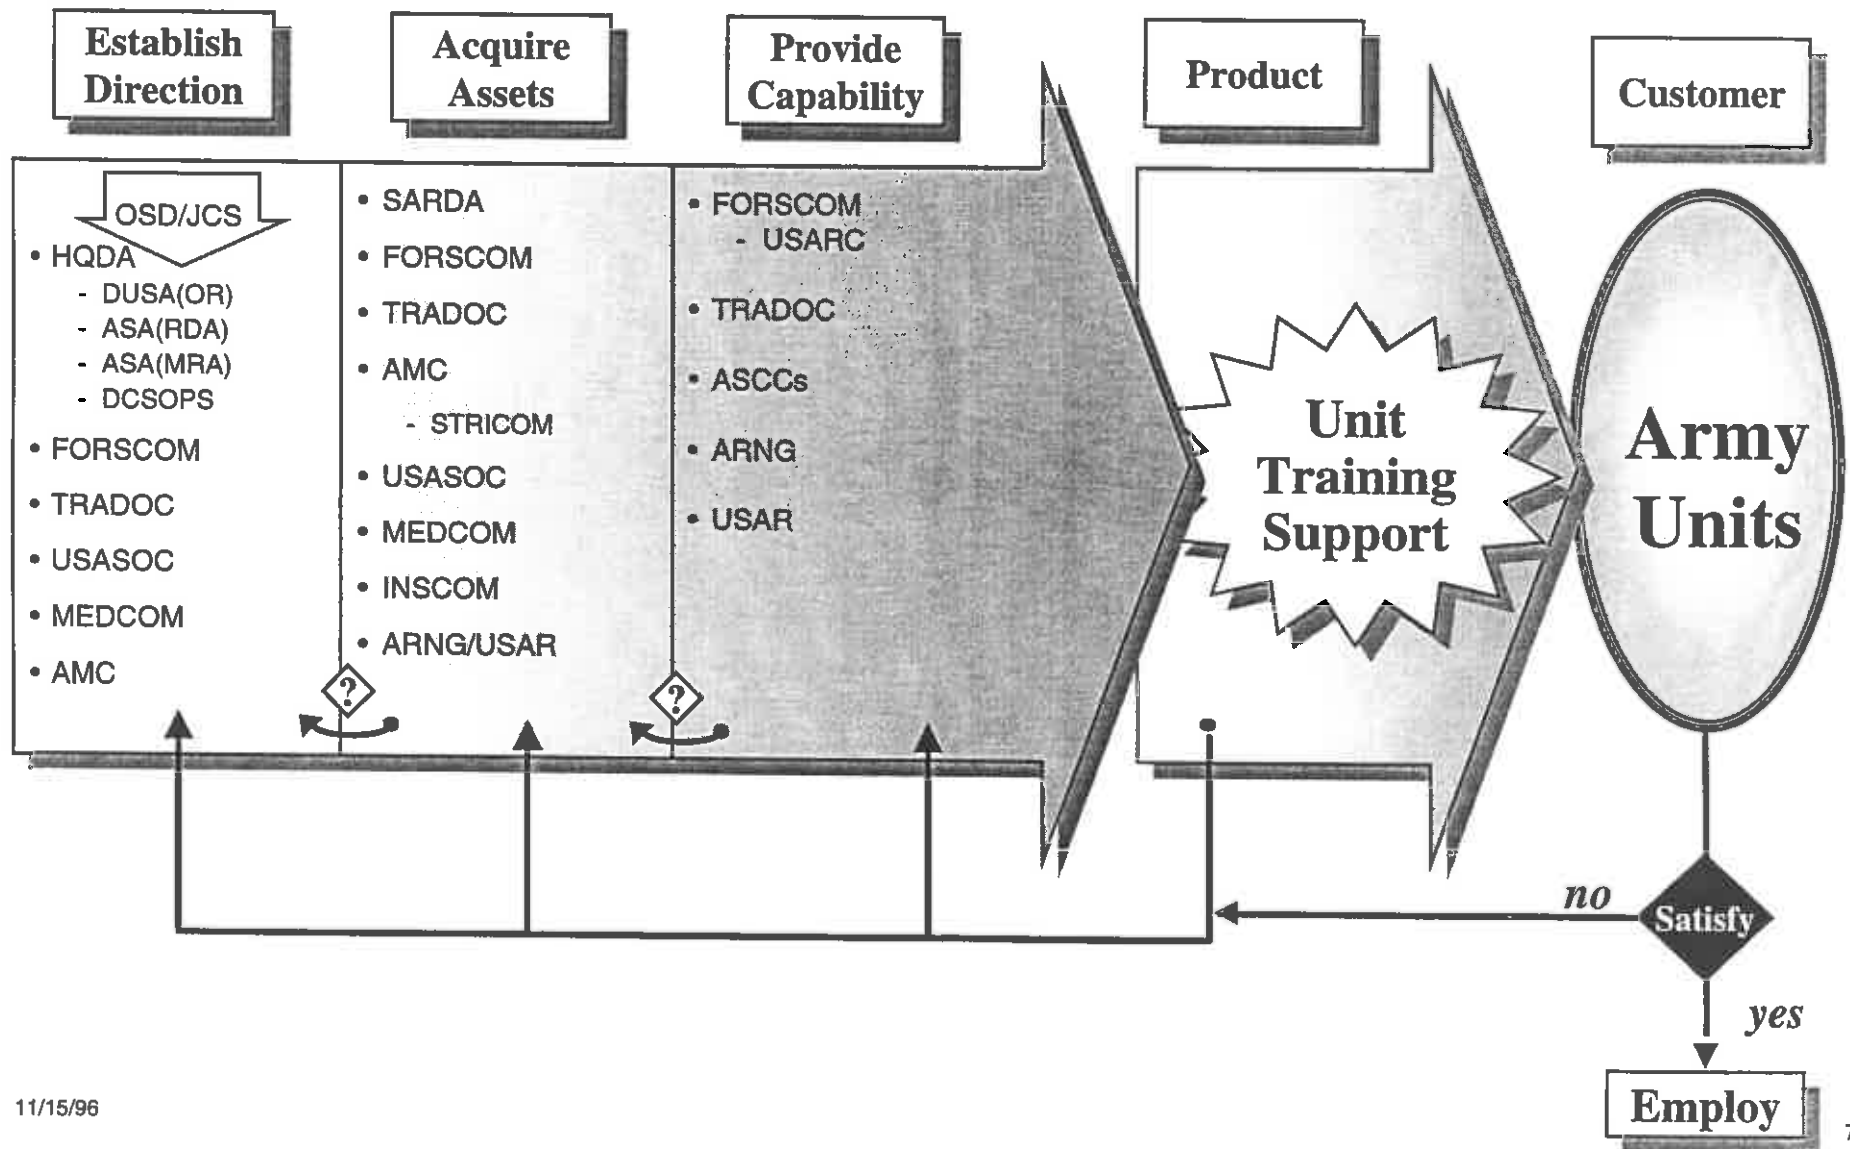 Establish
Direction
Acquire
Assets
Provide
Capability
Product
Customer
OSD/JCS
• HQDA
- DUSA(OR)
- ASA(RDA)
- ASA(MRA)
- DCSOPS
• FORSCOM
• TRADOC
• USASOC
• MEDCOM
• AMC
• SARDA
• FORSCOM
• TRADOC
• AMC
- STRICOM
• USASOC
• MEDCOM
• INSCOM
• ARNG/USAR
?
• FORSCOM
- USARC
• TRADOC
• ASCCs
• ARNG
• USAR
?
Unit
Training
Support
Army
Units
no
Satisfy
yes
Employ
11/15/96
7